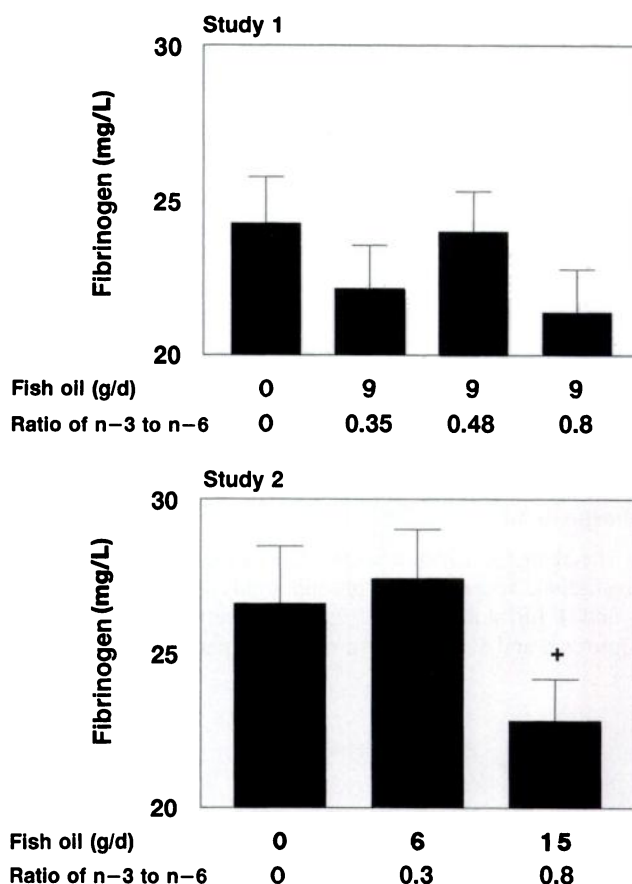 Study 1
Fibrinogen (mg/L)
30
25
20
Fish oil (g/d) 0 9 9 9
Ratio of n-3 to n-6 0 0.35 0.48 0.8
Study 2
Fibrinogen (mg/L)
30
25
20
+
Fish oil (g/d) 0 6 15
Ratio of n-3 to n-6 0 0.3 0.8